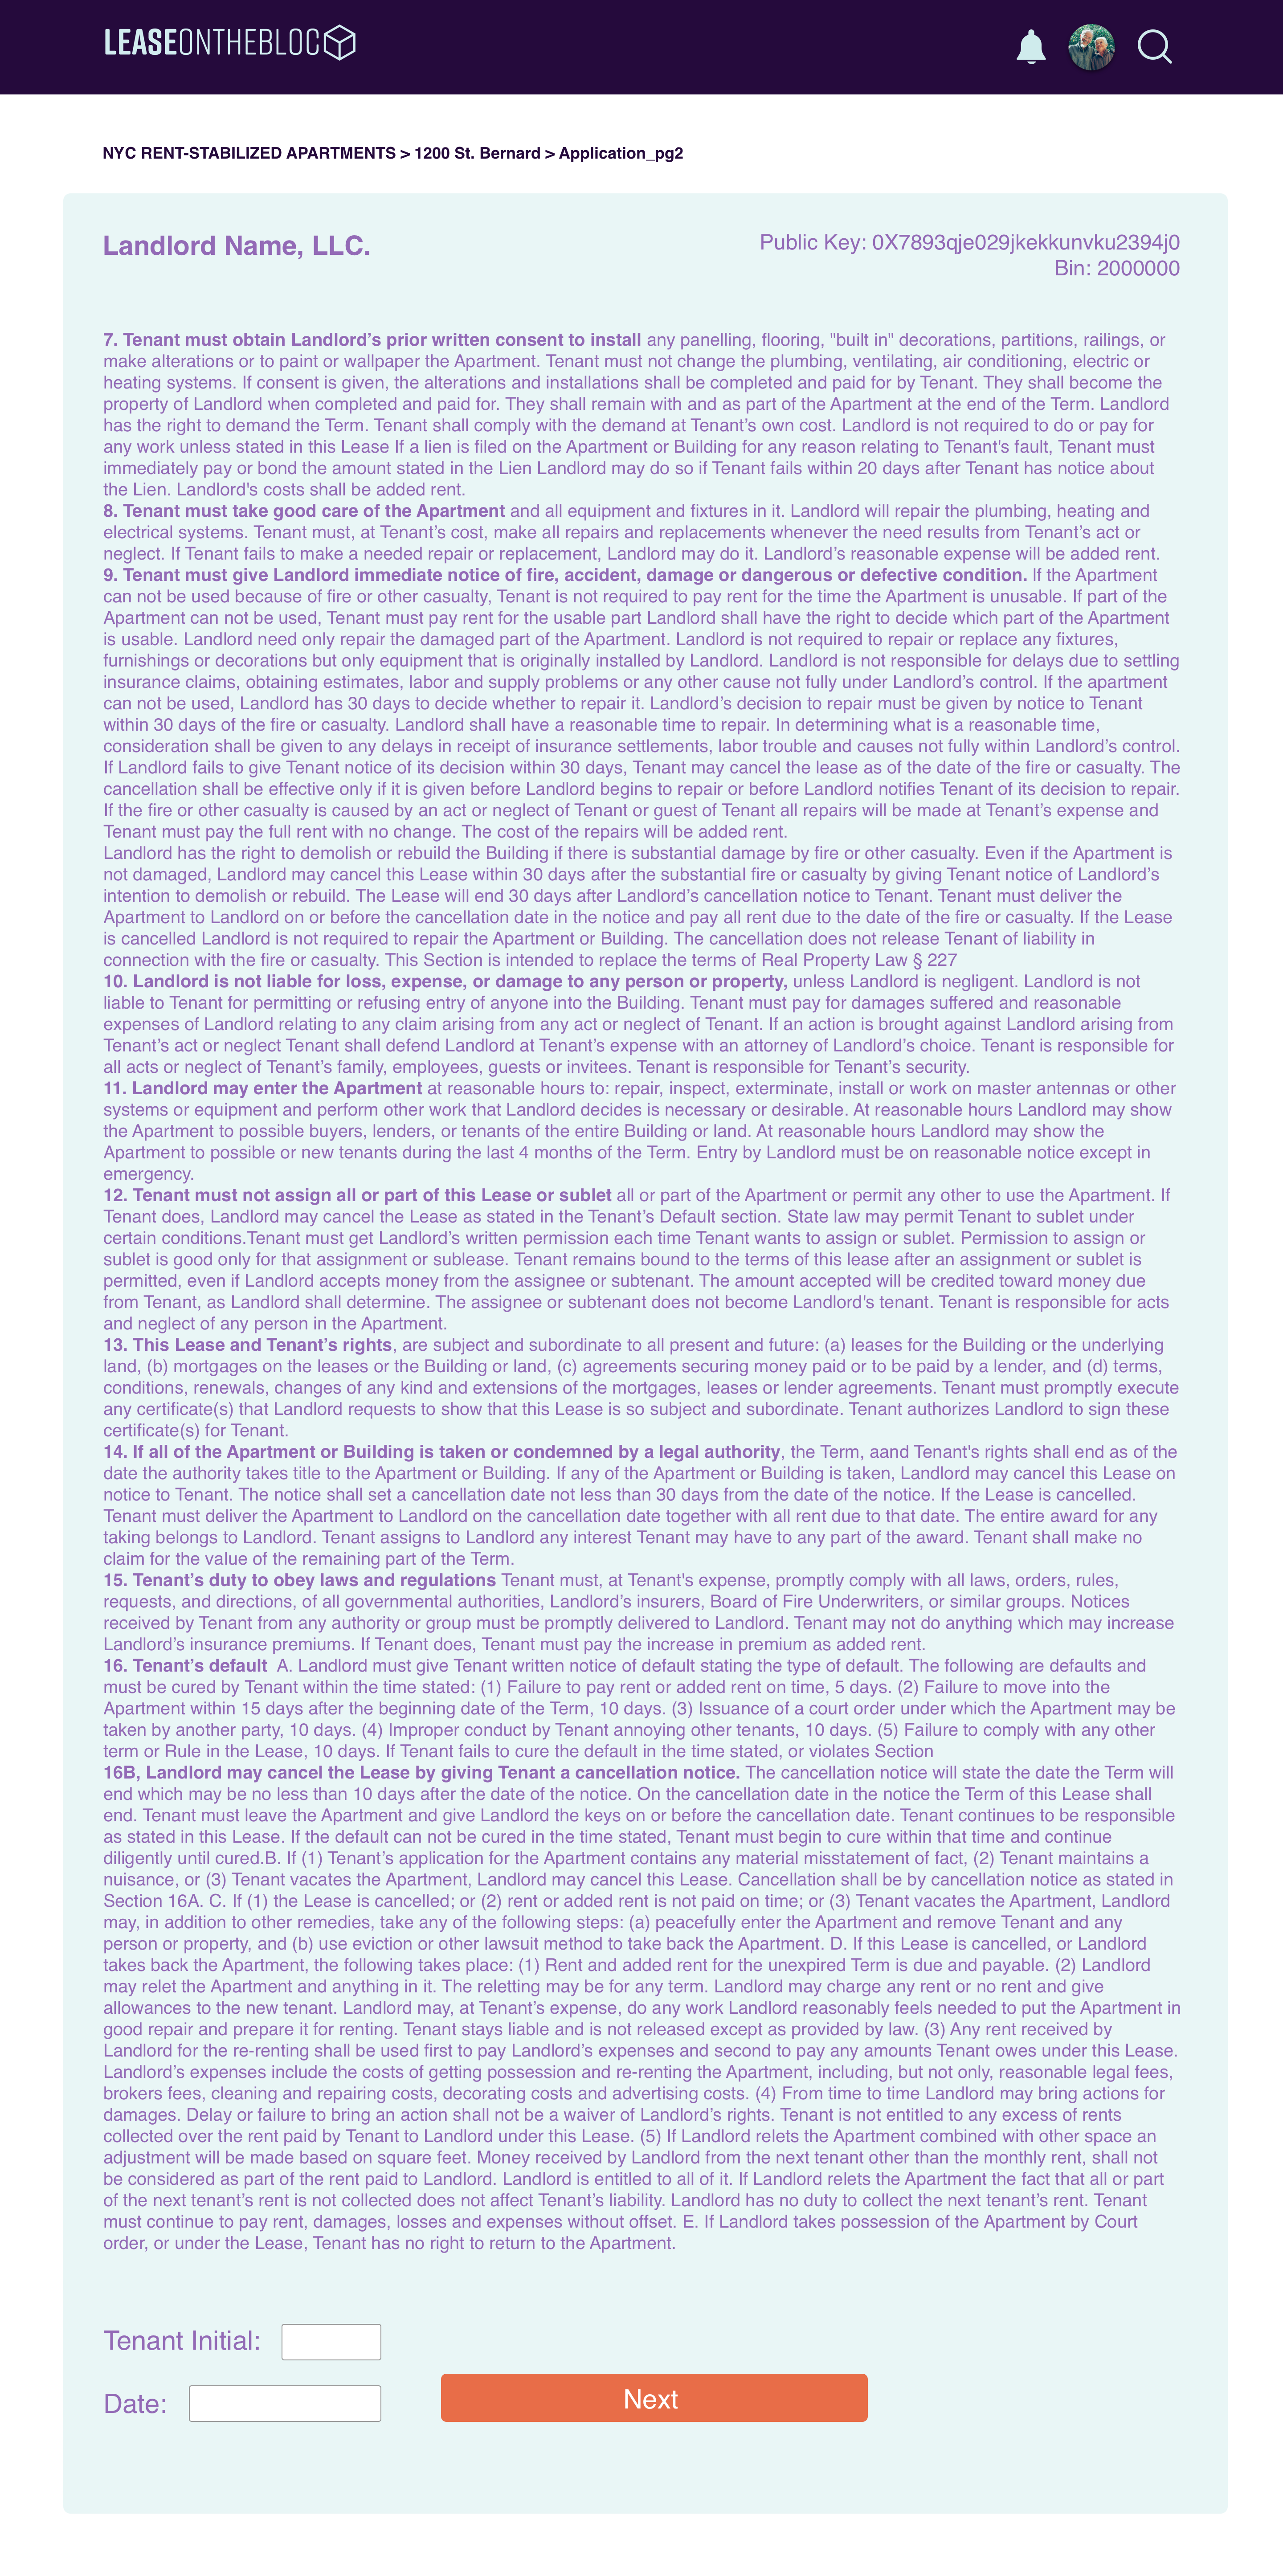 LEASEONTHEBLOC
NYC RENT-STABILIZED APARTMENTS > 1200 St. Bernard > Application_pg2
Landlord Name, LLC.
Public Key: 0X7893qje029jkekkunvku2394j0
Bin: 2000000
7. Tenant must obtain Landlord’s prior written consent to install any panelling, flooring, "built in" decorations, partitions, railings, or
make alterations or to paint or wallpaper the Apartment. Tenant must not change the plumbing, ventilating, air conditioning, electric or
heating systems. If consent is given, the alterations and installations shall be completed and paid for by Tenant. They shall become the
property of Landlord when completed and paid for. They shall remain with and as part of the Apartment at the end of the Term. Landlord
has the right to demand the Term. Tenant shall comply with the demand at Tenant’s own cost. Landlord is not required to do or pay for
any work unless stated in this Lease If a lien is filed on the Apartment or Building for any reason relating to Tenant's fault, Tenant must
immediately pay or bond the amount stated in the Lien Landlord may do so if Tenant fails within 20 days after Tenant has notice about
the Lien. Landlord's costs shall be added rent.
8. Tenant must take good care of the Apartment and all equipment and fixtures in it. Landlord will repair the plumbing, heating and
electrical systems. Tenant must, at Tenant’s cost, make all repairs and replacements whenever the need results from Tenant’s act or
neglect. If Tenant fails to make a needed repair or replacement, Landlord may do it. Landlord’s reasonable expense will be added rent.
9. Tenant must give Landlord immediate notice of fire, accident, damage or dangerous or defective condition. If the Apartment
can not be used because of fire or other casualty, Tenant is not required to pay rent for the time the Apartment is unusable. If part of the
Apartment can not be used, Tenant must pay rent for the usable part Landlord shall have the right to decide which part of the Apartment
is usable. Landlord need only repair the damaged part of the Apartment. Landlord is not required to repair or replace any fixtures,
furnishings or decorations but only equipment that is originally installed by Landlord. Landlord is not responsible for delays due to settling
insurance claims, obtaining estimates, labor and supply problems or any other cause not fully under Landlord’s control. If the apartment
can not be used, Landlord has 30 days to decide whether to repair it. Landlord’s decision to repair must be given by notice to Tenant
within 30 days of the fire or casualty. Landlord shall have a reasonable time to repair. In determining what is a reasonable time,
consideration shall be given to any delays in receipt of insurance settlements, labor trouble and causes not fully within Landlord’s control.
If Landlord fails to give Tenant notice of its decision within 30 days, Tenant may cancel the lease as of the date of the fire or casualty. The
cancellation shall be effective only if it is given before Landlord begins to repair or before Landlord notifies Tenant of its decision to repair.
If the fire or other casualty is caused by an act or neglect of Tenant or guest of Tenant all repairs will be made at Tenant’s expense and
Tenant must pay the full rent with no change. The cost of the repairs will be added rent.
Landlord has the right to demolish or rebuild the Building if there is substantial damage by fire or other casualty. Even if the Apartment is
not damaged, Landlord may cancel this Lease within 30 days after the substantial fire or casualty by giving Tenant notice of Landlord’s
intention to demolish or rebuild. The Lease will end 30 days after Landlord’s cancellation notice to Tenant. Tenant must deliver the
Apartment to Landlord on or before the cancellation date in the notice and pay all rent due to the date of the fire or casualty. If the Lease
is cancelled Landlord is not required to repair the Apartment or Building. The cancellation does not release Tenant of liability in
connection with the fire or casualty. This Section is intended to replace the terms of Real Property Law § 227
10. Landlord is not liable for loss, expense, or damage to any person or property, unless Landlord is negligent. Landlord is not
liable to Tenant for permitting or refusing entry of anyone into the Building. Tenant must pay for damages suffered and reasonable
expenses of Landlord relating to any claim arising from any act or neglect of Tenant. If an action is brought against Landlord arising from
Tenant’s act or neglect Tenant shall defend Landlord at Tenant’s expense with an attorney of Landlord’s choice. Tenant is responsible for
all acts or neglect of Tenant’s family, employees, guests or invitees. Tenant is responsible for Tenant’s security.
11. Landlord may enter the Apartment at reasonable hours to: repair, inspect, exterminate, install or work on master antennas or other
systems or equipment and perform other work that Landlord decides is necessary or desirable. At reasonable hours Landlord may show
the Apartment to possible buyers, lenders, or tenants of the entire Building or land. At reasonable hours Landlord may show the
Apartment to possible or new tenants during the last 4 months of the Term. Entry by Landlord must be on reasonable notice except in
emergency.
12. Tenant must not assign all or part of this Lease or sublet all or part of the Apartment or permit any other to use the Apartment. If
Tenant does, Landlord may cancel the Lease as stated in the Tenant’s Default section. State law may permit Tenant to sublet under
certain conditions.Tenant must get Landlord’s written permission each time Tenant wants to assign or sublet. Permission to assign or
sublet is good only for that assignment or sublease. Tenant remains bound to the terms of this lease after an assignment or sublet is
permitted, even if Landlord accepts money from the assignee or subtenant. The amount accepted will be credited toward money due
from Tenant, as Landlord shall determine. The assignee or subtenant does not become Landlord's tenant. Tenant is responsible for acts
and neglect of any person in the Apartment.
13. This Lease and Tenant’s rights, are subject and subordinate to all present and future: (a) leases for the Building or the underlying
land, (b) mortgages on the leases or the Building or land, (c) agreements securing money paid or to be paid by a lender, and (d) terms,
conditions, renewals, changes of any kind and extensions of the mortgages, leases or lender agreements. Tenant must promptly execute
any certificate(s) that Landlord requests to show that this Lease is so subject and subordinate. Tenant authorizes Landlord to sign these
certificate(s) for Tenant.
14. If all of the Apartment or Building is taken or condemned by a legal authority, the Term, aand Tenant's rights shall end as of the
date the authority takes title to the Apartment or Building. If any of the Apartment or Building is taken, Landlord may cancel this Lease on
notice to Tenant. The notice shall set a cancellation date not less than 30 days from the date of the notice. If the Lease is cancelled.
Tenant must deliver the Apartment to Landlord on the cancellation date together with all rent due to that date. The entire award for any
taking belongs to Landlord. Tenant assigns to Landlord any interest Tenant may have to any part of the award. Tenant shall make no
claim for the value of the remaining part of the Term.
15. Tenant’s duty to obey laws and regulations Tenant must, at Tenant's expense, promptly comply with all laws, orders, rules,
requests, and directions, of all governmental authorities, Landlord’s insurers, Board of Fire Underwriters, or similar groups. Notices
received by Tenant from any authority or group must be promptly delivered to Landlord. Tenant may not do anything which may increase
Landlord’s insurance premiums. If Tenant does, Tenant must pay the increase in premium as added rent.
16. Tenant’s default A. Landlord must give Tenant written notice of default stating the type of default. The following are defaults and
must be cured by Tenant within the time stated: (1) Failure to pay rent or added rent on time, 5 days. (2) Failure to move into the
Apartment within 15 days after the beginning date of the Term, 10 days. (3) Issuance of a court order under which the Apartment may be
taken by another party, 10 days. (4) Improper conduct by Tenant annoying other tenants, 10 days. (5) Failure to comply with any other
term or Rule in the Lease, 10 days. If Tenant fails to cure the default in the time stated, or violates Section
16B, Landlord may cancel the Lease by giving Tenant a cancellation notice. The cancellation notice will state the date the Term will
end which may be no less than 10 days after the date of the notice. On the cancellation date in the notice the Term of this Lease shall
end. Tenant must leave the Apartment and give Landlord the keys on or before the cancellation date. Tenant continues to be responsible
as stated in this Lease. If the default can not be cured in the time stated, Tenant must begin to cure within that time and continue
diligently until cured.B. If (1) Tenant’s application for the Apartment contains any material misstatement of fact, (2) Tenant maintains a
nuisance, or (3) Tenant vacates the Apartment, Landlord may cancel this Lease. Cancellation shall be by cancellation notice as stated in
Section 16A. C. If (1) the Lease is cancelled; or (2) rent or added rent is not paid on time; or (3) Tenant vacates the Apartment, Landlord
may, in addition to other remedies, take any of the following steps: (a) peacefully enter the Apartment and remove Tenant and any
person or property, and (b) use eviction or other lawsuit method to take back the Apartment. D. If this Lease is cancelled, or Landlord
takes back the Apartment, the following takes place: (1) Rent and added rent for the unexpired Term is due and payable. (2) Landlord
may relet the Apartment and anything in it. The reletting may be for any term. Landlord may charge any rent or no rent and give
allowances to the new tenant. Landlord may, at Tenant’s expense, do any work Landlord reasonably feels needed to put the Apartment in
good repair and prepare it for renting. Tenant stays liable and is not released except as provided by law. (3) Any rent received by
Landlord for the re-renting shall be used first to pay Landlord’s expenses and second to pay any amounts Tenant owes under this Lease.
Landlord’s expenses include the costs of getting possession and re-renting the Apartment, including, but not only, reasonable legal fees,
brokers fees, cleaning and repairing costs, decorating costs and advertising costs. (4) From time to time Landlord may bring actions for
damages. Delay or failure to bring an action shall not be a waiver of Landlord’s rights. Tenant is not entitled to any excess of rents
collected over the rent paid by Tenant to Landlord under this Lease. (5) If Landlord relets the Apartment combined with other space an
adjustment will be made based on square feet. Money received by Landlord from the next tenant other than the monthly rent, shall not
be considered as part of the rent paid to Landlord. Landlord is entitled to all of it. If Landlord relets the Apartment the fact that all or part
of the next tenant’s rent is not collected does not affect Tenant’s liability. Landlord has no duty to collect the next tenant’s rent. Tenant
must continue to pay rent, damages, losses and expenses without offset. E. If Landlord takes possession of the Apartment by Court
order, or under the Lease, Tenant has no right to return to the Apartment.
Tenant Initial:
Date:
Next